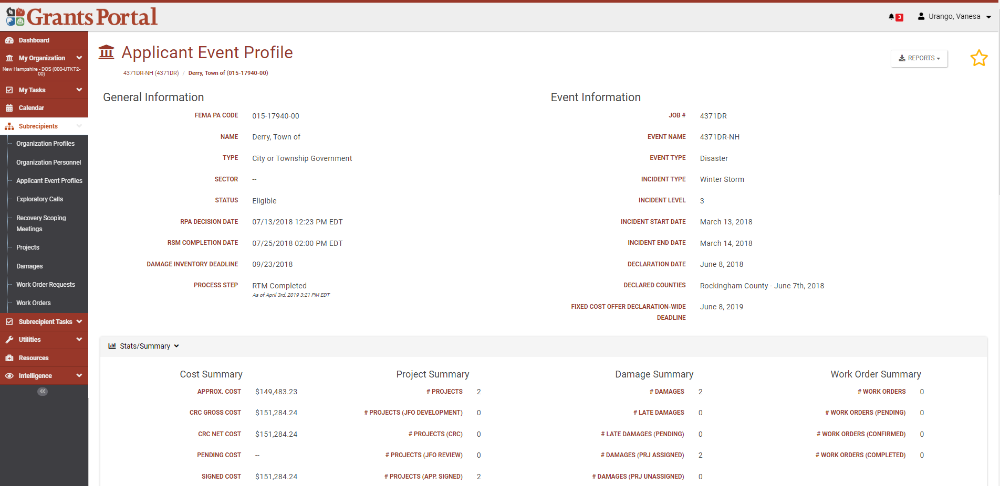 Grants Portal
3
Urango, Vanesa
Dashboard
My Organization
New Hampshire - DOS (000-UTKT2-
00)
My Tasks
Calendar
Subrecipients
Organization Profiles
Organization Personnel
Applicant Event Profiles
Exploratory Calls
Recovery Scoping
Meetings
Projects
Damages
Work Order Requests
Work Orders
Subrecipient Tasks
Utilities
Resources
Intelligence
Applicant Event Profile
4371DR-NH (4371DR) / Derry, Town of (015-17940-00)
REPORTS
General Information
FEMA PA CODE 015-17940-00
NAME Derry, Town of
TYPE City or Township Government
SECTOR --
STATUS Eligible
RPA DECISION DATE 07/13/2018 12:23 PM EDT
RSM COMPLETION DATE 07/25/2018 02:00 PM EDT
DAMAGE INVENTORY DEADLINE 09/23/2018
PROCESS STEP RTM Completed
As of April 3rd, 2019 3:21 PM EDT
Event Information
JOB # 4371DR
EVENT NAME 4371DR-NH
EVENT TYPE Disaster
INCIDENT TYPE Winter Storm
INCIDENT LEVEL 3
INCIDENT START DATE March 13, 2018
INCIDENT END DATE March 14, 2018
DECLARATION DATE June 8, 2018
DECLARED COUNTIES Rockingham County - June 7th, 2018
FIXED COST OFFER DECLARATION-WIDE June 8, 2019
DEADLINE
Stats/Summary
Cost Summary
APPROX. COST $149,483.23
CRC GROSS COST $151,284.24
CRC NET COST $151,284.24
PENDING COST --
SIGNED COST $151,284.24
Project Summary
# PROJECTS 2
# PROJECTS (JFO DEVELOPMENT) 0
# PROJECTS (CRC) 0
# PROJECTS (JFO REVIEW) 0
# PROJECTS (APP. SIGNED) 2
Damage Summary
# DAMAGES 2
# LATE DAMAGES 0
# LATE DAMAGES (PENDING) 0
# DAMAGES (PRJ ASSIGNED) 2
# DAMAGES (PRJ UNASSIGNED) 0
Work Order Summary
# WORK ORDERS 0
# WORK ORDERS (PENDING) 0
# WORK ORDERS (CONFIRMED) 0
# WORK ORDERS (COMPLETED) 0